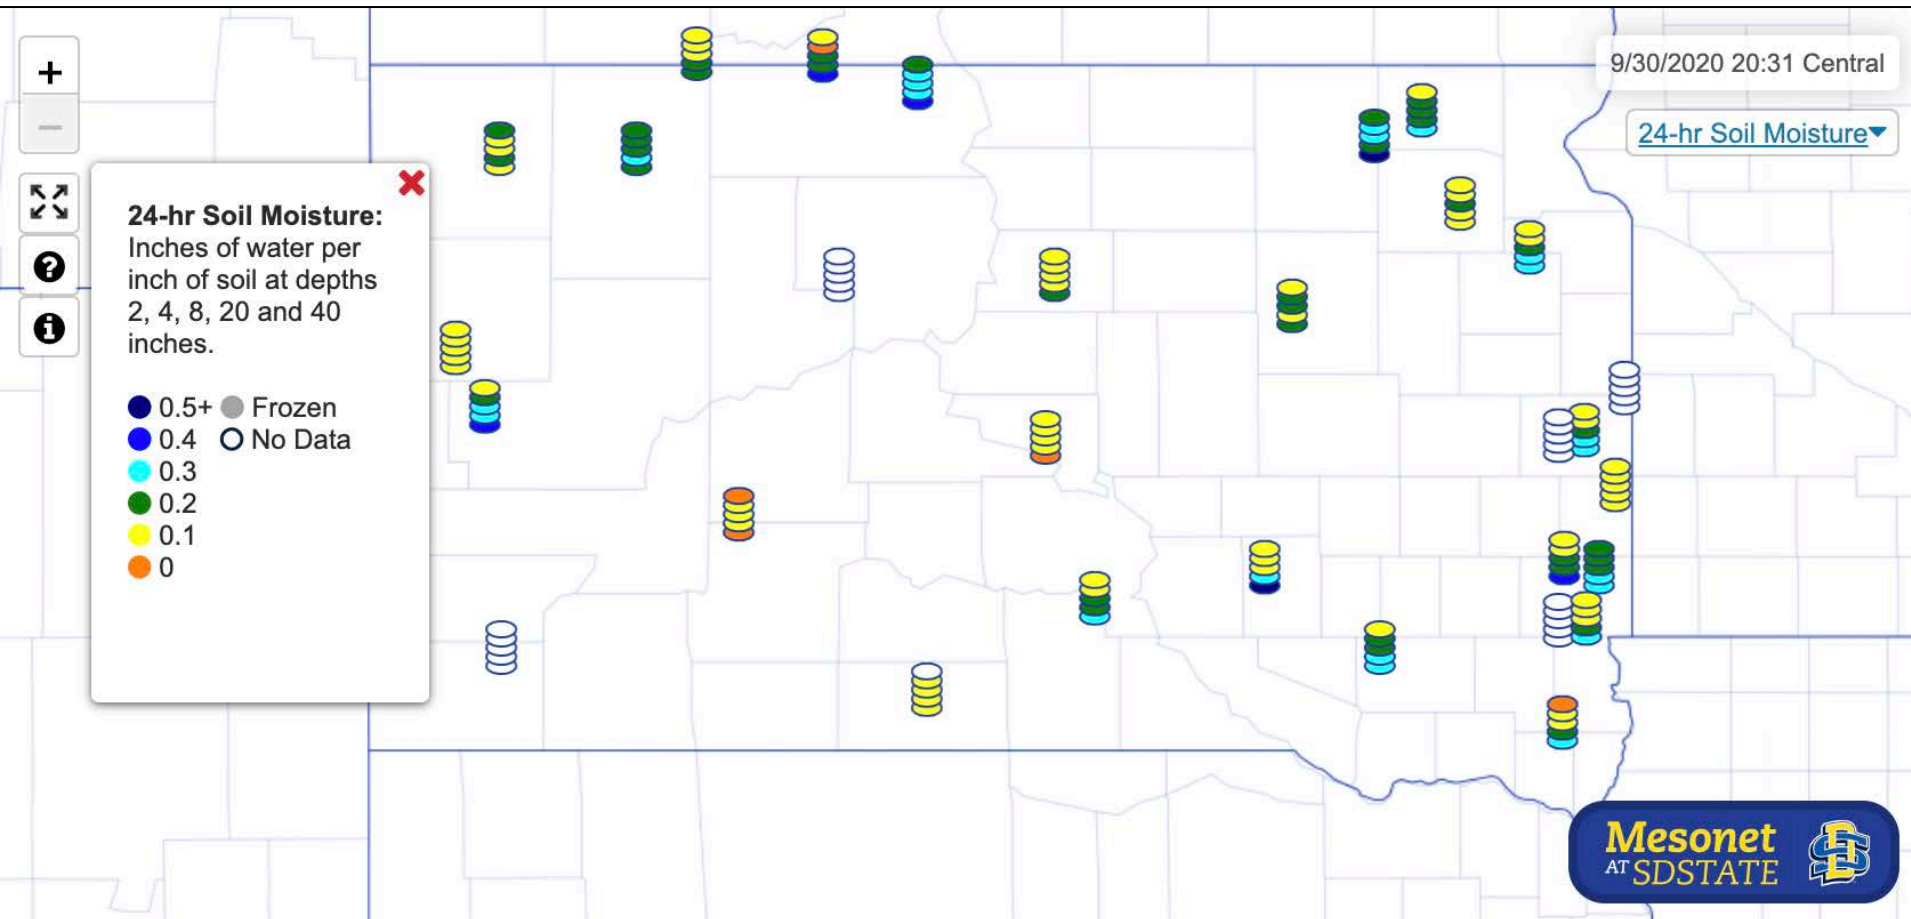 +
9/30/2020 20:31 Central
−
24-hr Soil Moisture
24-hr Soil Moisture:
Inches of water per
inch of soil at depths
2, 4, 8, 20 and 40
inches.
?
i
0.5+ Frozen
0.4 No Data
0.3
0.2
0.1
0
Mesonet
AT SDSTATE
SD